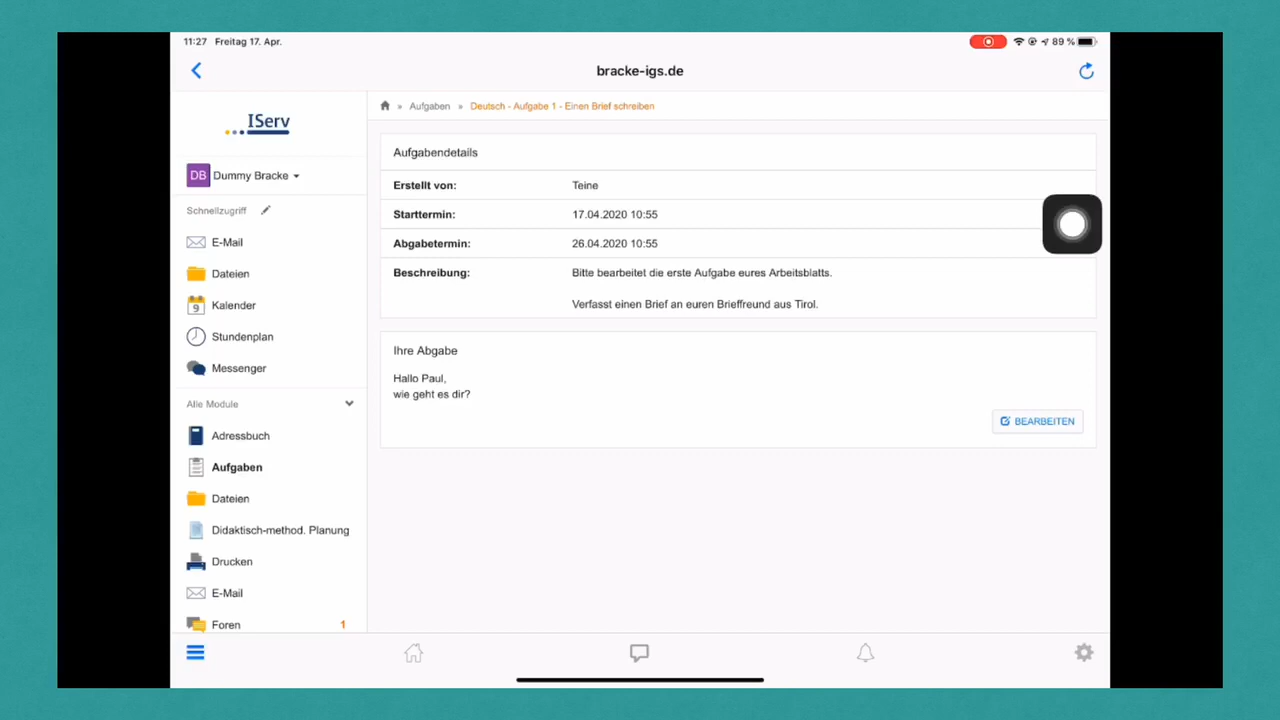 11:27 Freitag 17. Apr.
89 %
bracke-igs.de
IServ
DB Dummy Bracke
Schnellzugriff
E-Mail
Dateien
9 Kalender
Stundenplan
Messenger
Alle Module
Adressbuch
Aufgaben
Dateien
Didaktisch-method. Planung
Drucken
E-Mail
Foren 1
» Aufgaben » Deutsch - Aufgabe 1 - Einen Brief schreiben
Aufgabendetails
Erstellt von: Teine
Starttermin: 17.04.2020 10:55
Abgabetermin: 26.04.2020 10:55
Beschreibung: Bitte bearbeitet die erste Aufgabe eures Arbeitsblatts.
Verfasst einen Brief an euren Brieffreund aus Tirol.
Ihre Abgabe
Hallo Paul,
wie geht es dir?
BEARBEITEN